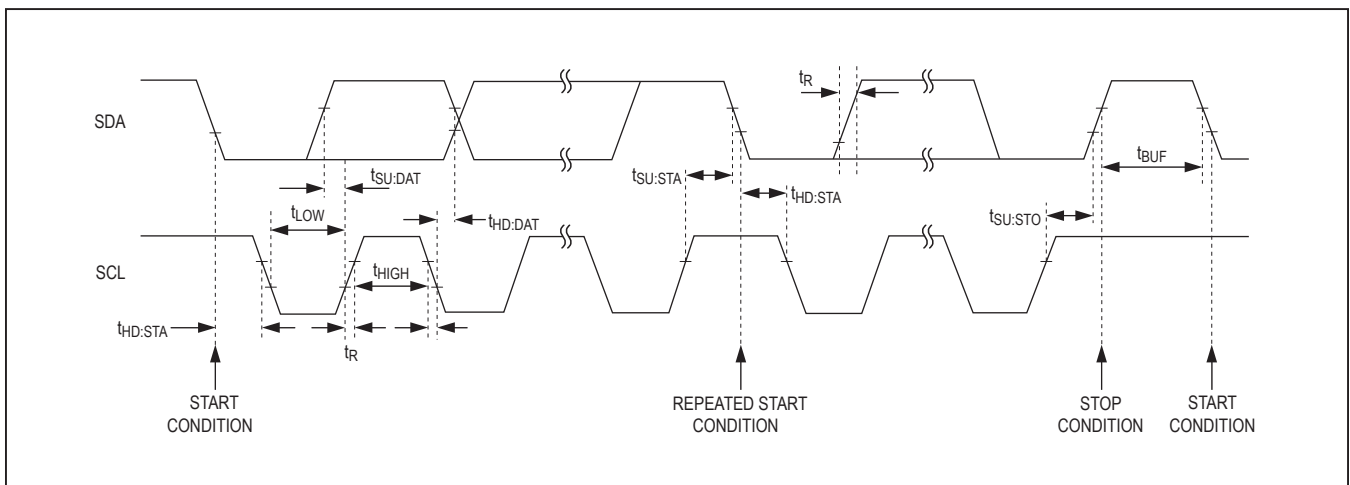 tR
SDA
tSU:DAT
tSU:STA
tBUF
tHD:STA
tLOW
tHD:DAT
tSU:STO
SCL
tHIGH
tHD:STA
tR
START
CONDITION
REPEATED START
CONDITION
STOP
CONDITION
START
CONDITION